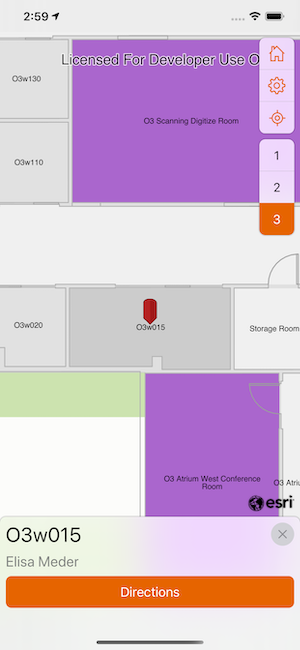 2:59
O3w130
Licensed For Developer Use O
O3 Scanning Digitize Room
O3w110
1
2
3
O3w020
O3w015
Storage Room
O3 Atrium West Conference
Room
O3 Atriu
esri
O3w015
Elisa Meder
Directions